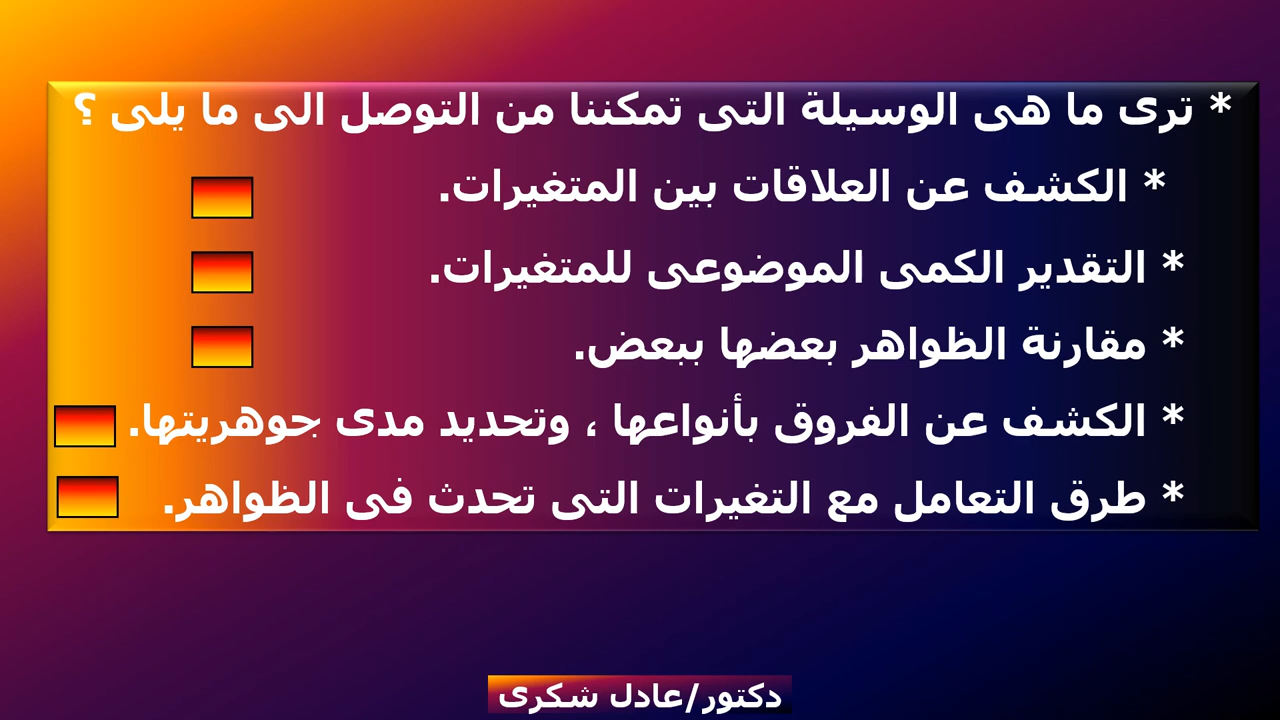 * ترى ما هى الوسيلة التى تمكننا من التوصل الى ما يلى ؟
* الكشف عن العلاقات بين المتغيرات.
* التقدير الكمى الموضوعى للمتغيرات.
* مقارنة الظواهر بعضها ببعض.
* الكشف عن الفروق بأنواعها ، وتحديد مدى جوهريتها.
* طرق التعامل مع التغيرات التى تحدث فى الظواهر.
دكتور/عادل شكرى